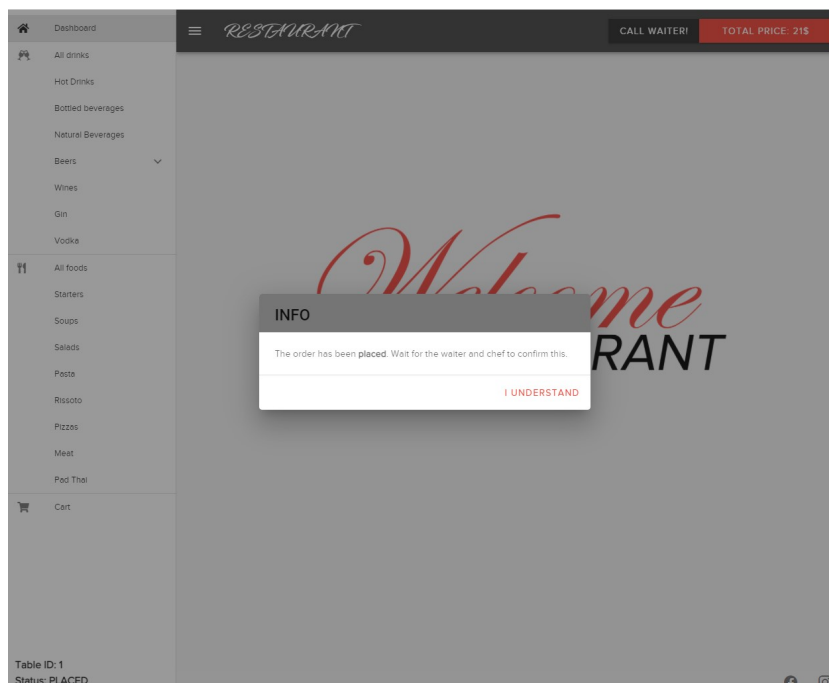 Dashboard
RESTAURANT
CALL WAITER!
TOTAL PRICE: 21$
All drinks
Hot Drinks
Bottled beverages
Natural Beverages
Beers
Wines
Gin
Vodka
All foods
Starters
Soups
Salads
Pasta
Rissoto
Pizzas
Meat
Pad Thai
Cart
Welcome
RANT
INFO
The order has been placed. Wait for the waiter and chef to confirm this.
I UNDERSTAND
Table ID: 1
Status: PLACED